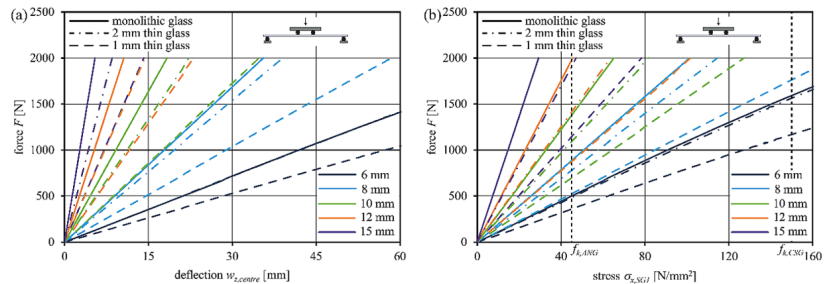 (a)
monolithic glass
2 mm thin glass
1 mm thin glass
2500
2000
1500
1000
500
0
force F [N]
6 mm
8 mm
10 mm
12 mm
15 mm
0 15 30 45 60
deflection w_z,centre [mm]
(b)
monolithic glass
2 mm thin glass
1 mm thin glass
2500
2000
1500
1000
500
0
force F [N]
6 mm
8 mm
10 mm
12 mm
15 mm
0 40 80 120 160
f_k,ANG f_k,CSG
stress σ_x,SG1 [N/mm²]